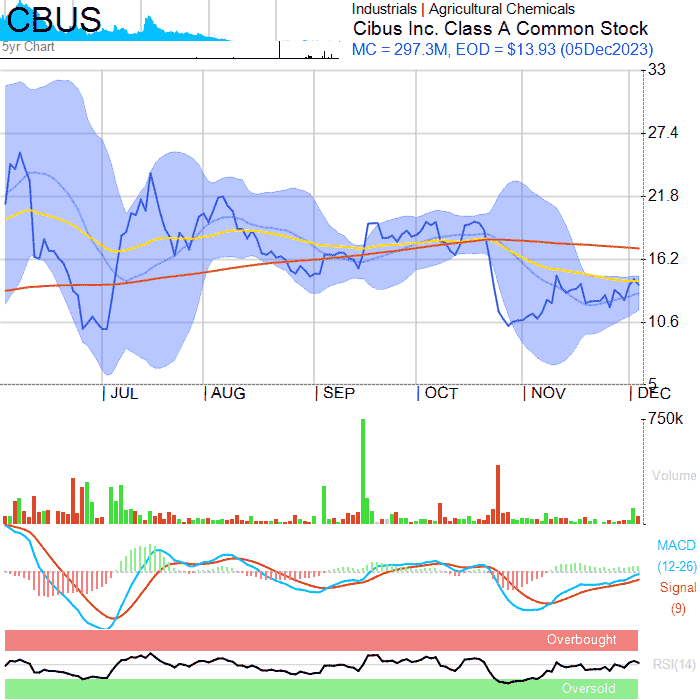 CBUS
5yr Chart
Industrials | Agricultural Chemicals
Cibus Inc. Class A Common Stock
MC = 297.3M, EOD = $13.93 (05Dec2023)
33
27.4
21.8
16.2
10.6
5
JUL
AUG
SEP
OCT
NOV
DEC
750k
Volume
MACD
(12-26)
Signal
(9)
Overbought
RSI(14)
Oversold